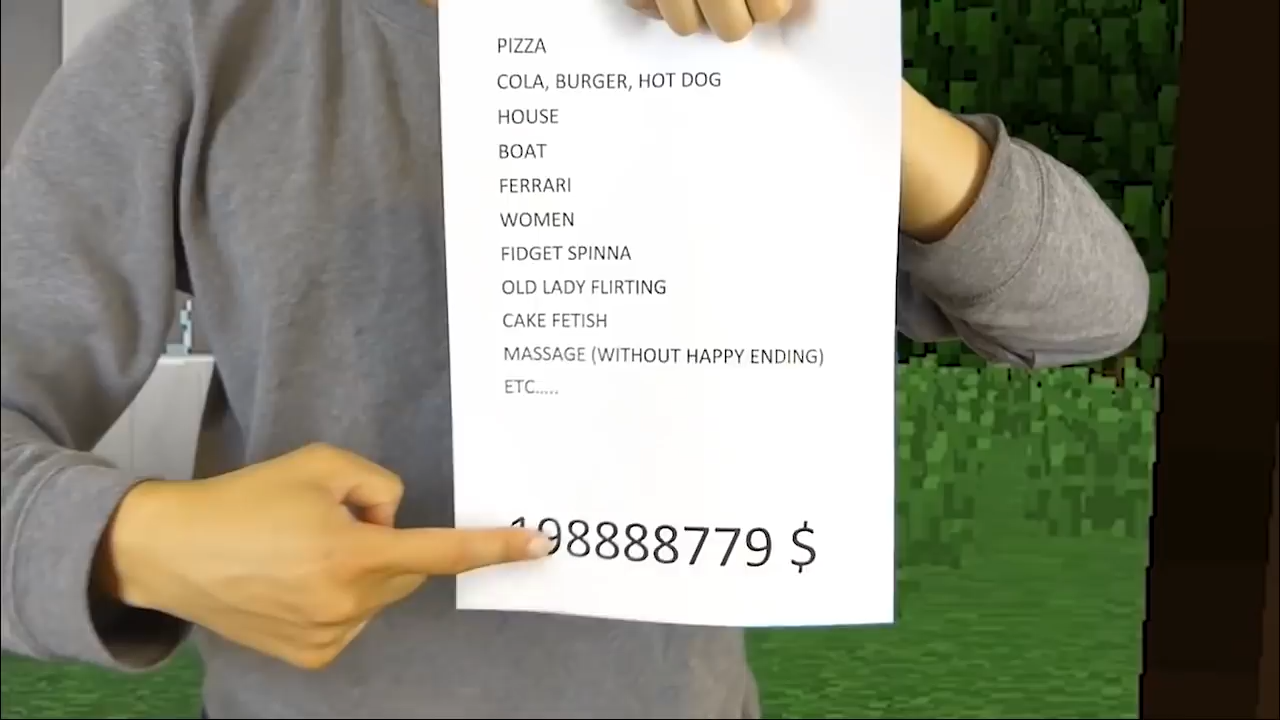 PIZZA
COLA, BURGER, HOT DOG
HOUSE
BOAT
FERRARI
WOMEN
FIDGET SPINNA
OLD LADY FLIRTING
CAKE FETISH
MASSAGE (WITHOUT HAPPY ENDING)
ETC.....
198888779 $